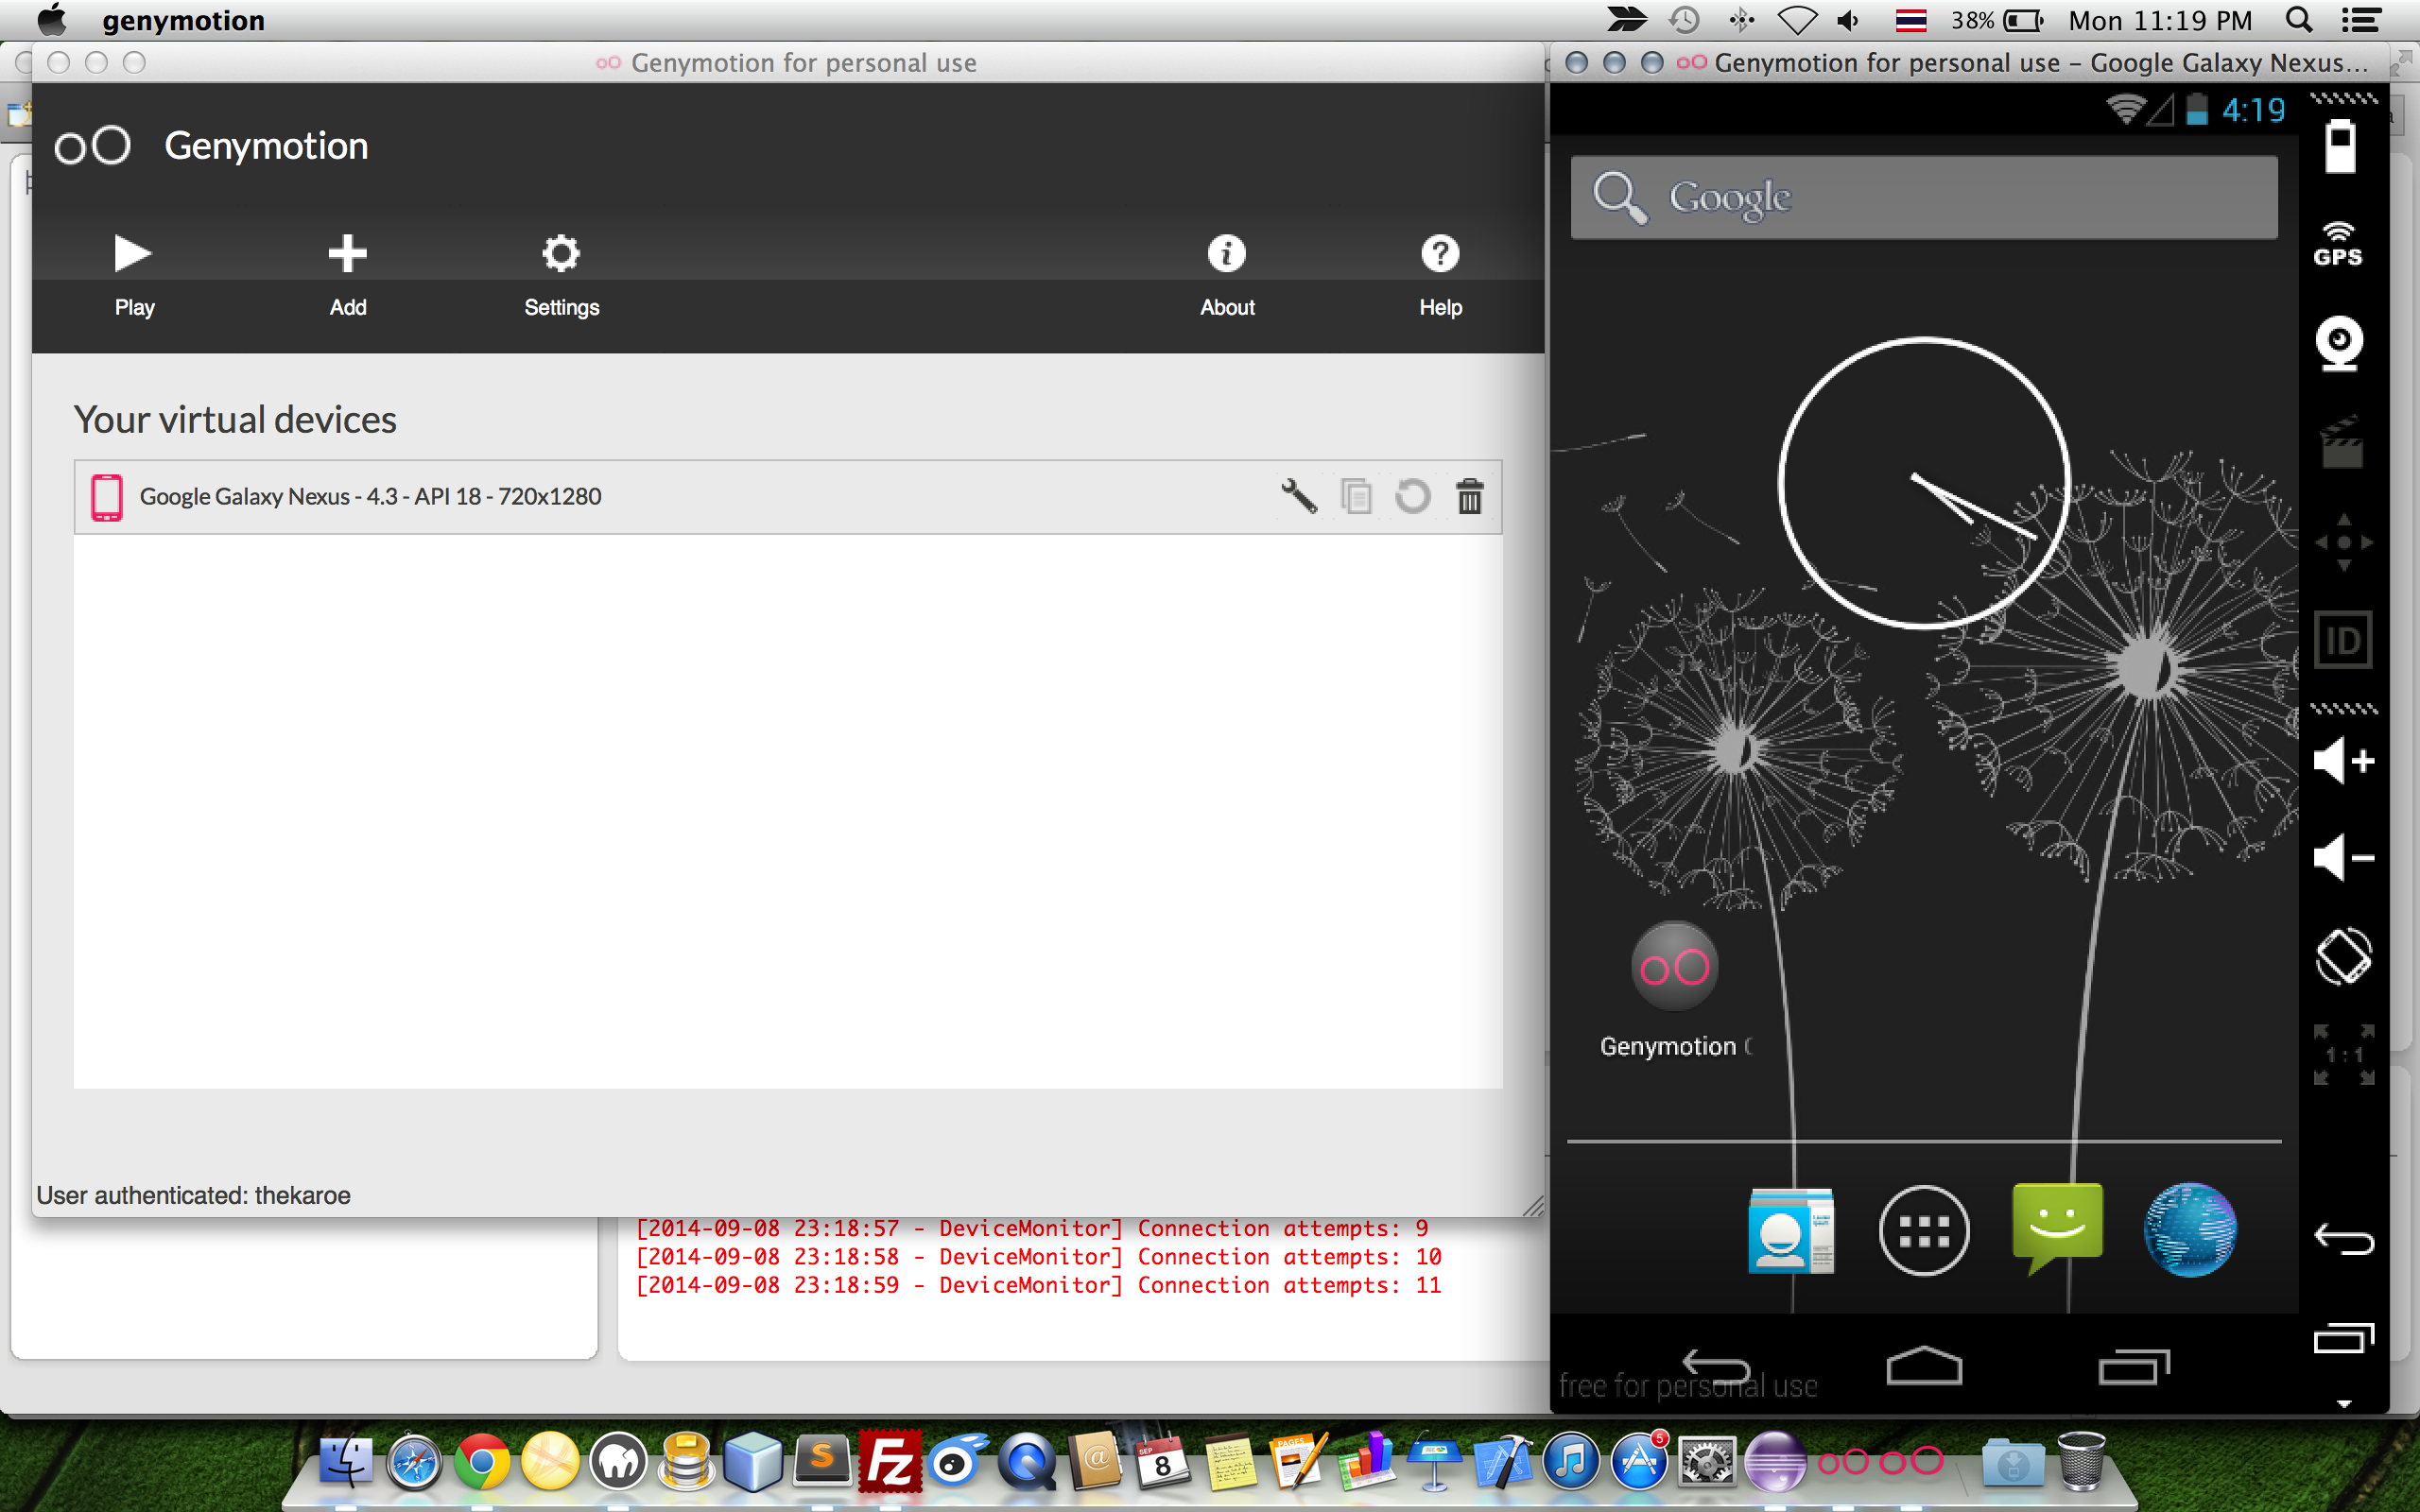 genymotion
38%
Mon 11:19 PM
Genymotion for personal use
Genymotion for personal use - Google Galaxy Nexus...
Genymotion
Play
Add
Settings
About
Help
Your virtual devices
Google Galaxy Nexus - 4.3 - API 18 - 720x1280
User authenticated: thekaroe
[2014-09-08 23:18:57 - DeviceMonitor] Connection attempts: 9
[2014-09-08 23:18:58 - DeviceMonitor] Connection attempts: 10
[2014-09-08 23:18:59 - DeviceMonitor] Connection attempts: 11
4:19
Google
GPS
ID
Genymotion
1:1
free for personal use
SEP
8
PAGES
S
Fz
5